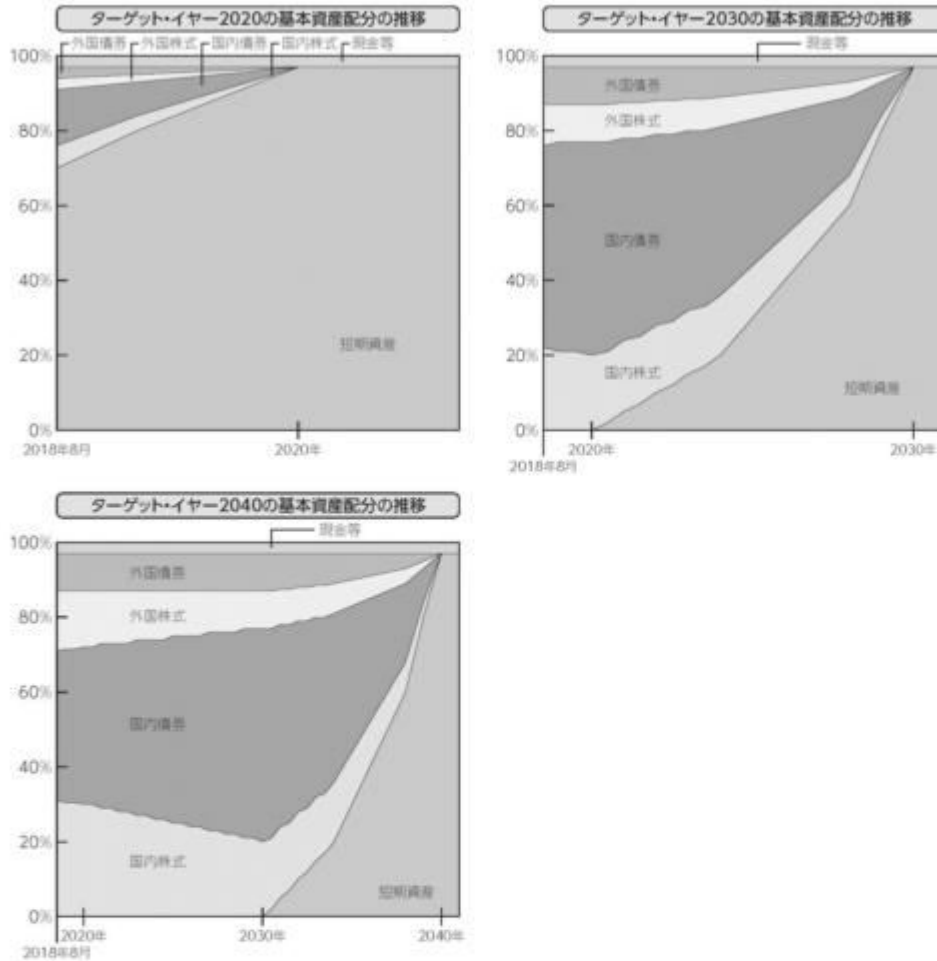 ターゲット・イヤー2020の基本資産配分の推移
外国債券 外国株式 国内債券 国内株式 現金等
100%
80%
60%
40%
20%
0%
短期資産
2018年8月
2020年
ターゲット・イヤー2030の基本資産配分の推移
現金等
100%
80%
60%
40%
20%
0%
外国債券
外国株式
国内債券
国内株式
短期資産
2020年
2030年
2018年8月
ターゲット・イヤー2040の基本資産配分の推移
現金等
100%
80%
60%
40%
20%
0%
外国債券
外国株式
国内債券
国内株式
短期資産
2020年
2030年
2040年
2018年8月